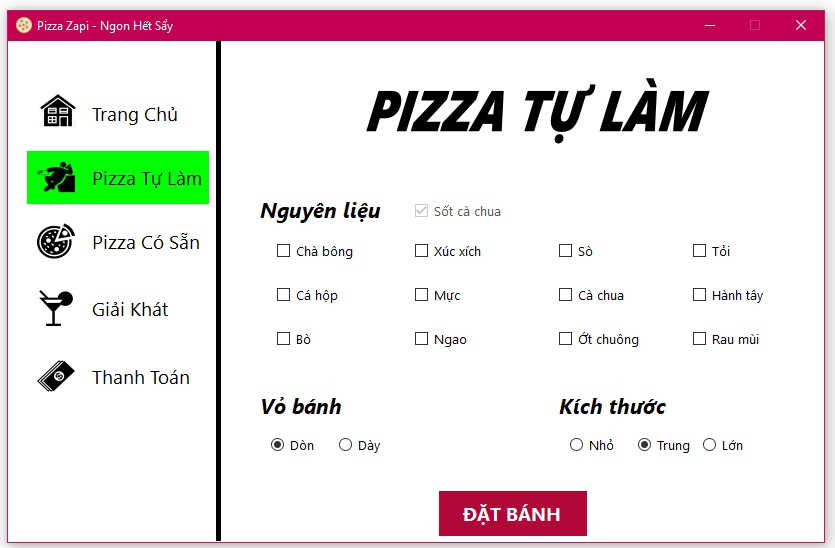 Pizza Zapi - Ngon Hết Sẩy
Trang Chủ
Pizza Tự Làm
Pizza Có Sẵn
Giải Khát
Thanh Toán
PIZZA TỰ LÀM
Nguyên liệu Sốt cà chua
Chà bông Xúc xích Sò Tỏi
Cá hộp Mực Cà chua Hành tây
Bò Ngao Ớt chuông Rau mùi
Vỏ bánh Kích thước
Dòn Dày Nhỏ Trung Lớn
ĐẶT BÁNH